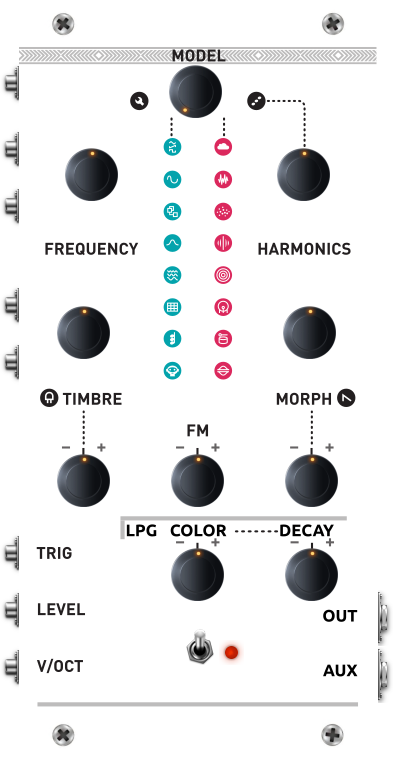 MODEL
FREQUENCY
HARMONICS
TIMBRE
MORPH
FM
− +
− +
− +
LPG COLOR DECAY
− +
− +
TRIG
LEVEL
OUT
V/OCT
AUX